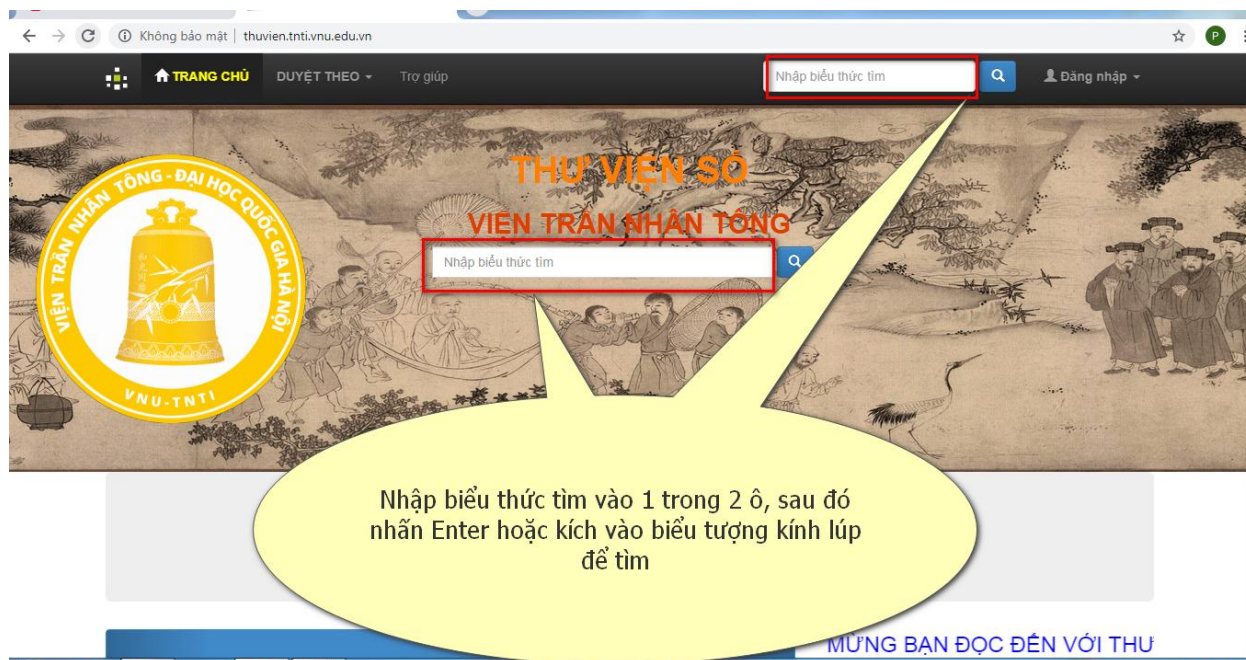 Không bảo mật | thuvien.tnti.vnu.edu.vn
P
TRANG CHỦ DUYỆT THEO Trợ giúp Nhập biểu thức tìm Đăng nhập
THƯ VIỆN SỐ
VIỆN TRẦN NHÂN TÔNG
Nhập biểu thức tìm
VIỆN TRẦN NHÂN TÔNG - ĐẠI HỌC QUỐC GIA HÀ NỘI
VNU-TNTI
Nhập biểu thức tìm vào 1 trong 2 ô, sau đó
nhấn Enter hoặc kích vào biểu tượng kính lúp
để tìm
MỪNG BẠN ĐỌC ĐẾN VỚI THƯ